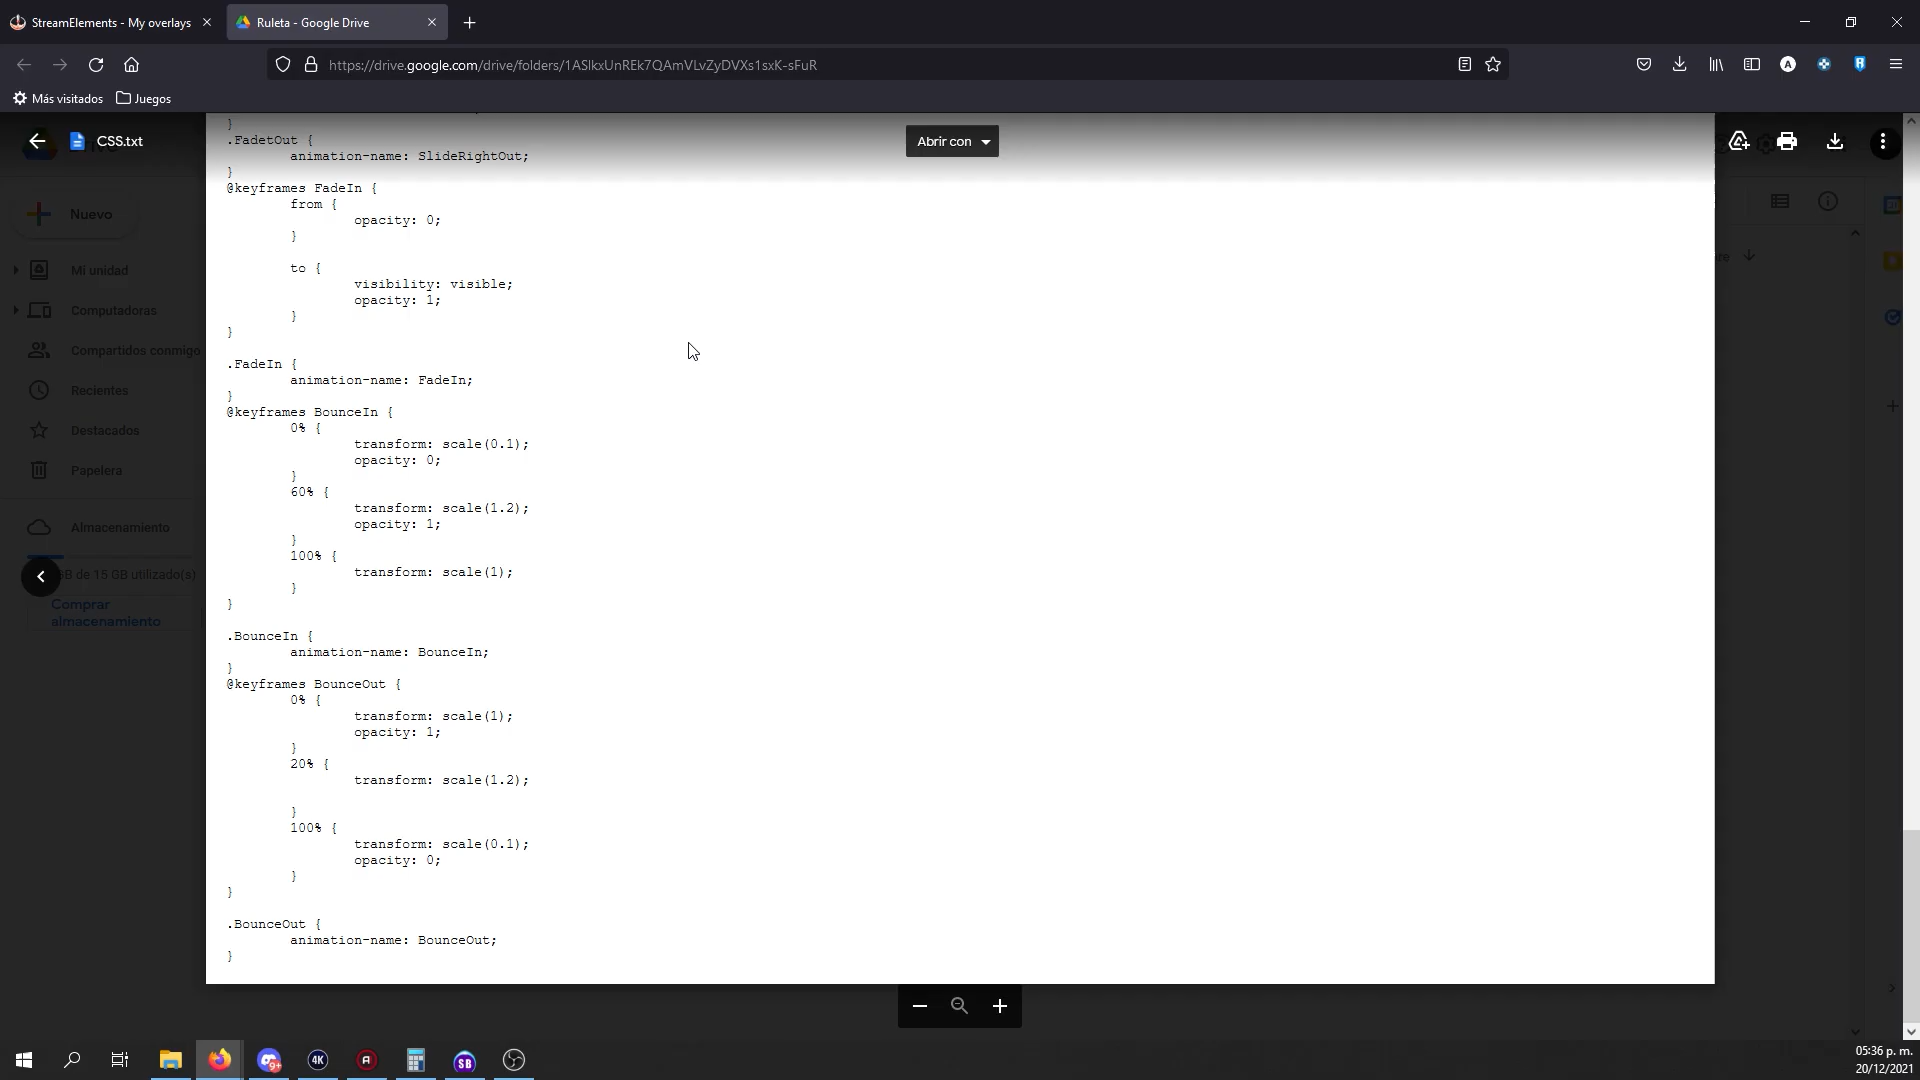 StreamElements - My overlays
Ruleta - Google Drive
https://drive.google.com/drive/folders/1ASlkxUnREk7QAmVLvZyDVXs1sxK-sFuR
Más visitados
Juegos
CSS.txt
Abrir con
}
.FadetOut {
animation-name: SlideRightOut;
}
@keyframes FadeIn {
from {
opacity: 0;
}
to {
visibility: visible;
opacity: 1;
}
}
.FadeIn {
animation-name: FadeIn;
}
@keyframes BounceIn {
0% {
transform: scale(0.1);
opacity: 0;
}
60% {
transform: scale(1.2);
opacity: 1;
}
100% {
transform: scale(1);
}
}
.BounceIn {
animation-name: BounceIn;
}
@keyframes BounceOut {
0% {
transform: scale(1);
opacity: 1;
}
20% {
transform: scale(1.2);
}
100% {
transform: scale(0.1);
opacity: 0;
}
}
.BounceOut {
animation-name: BounceOut;
}
Nuevo
Mi unidad
Computadoras
Compartidos conmigo
Recientes
Destacados
Papelera
Almacenamiento
GB de 15 GB utilizado(s)
Comprar
almacenamiento
9+
4K
A
SB
05:36 p. m.
20/12/2021